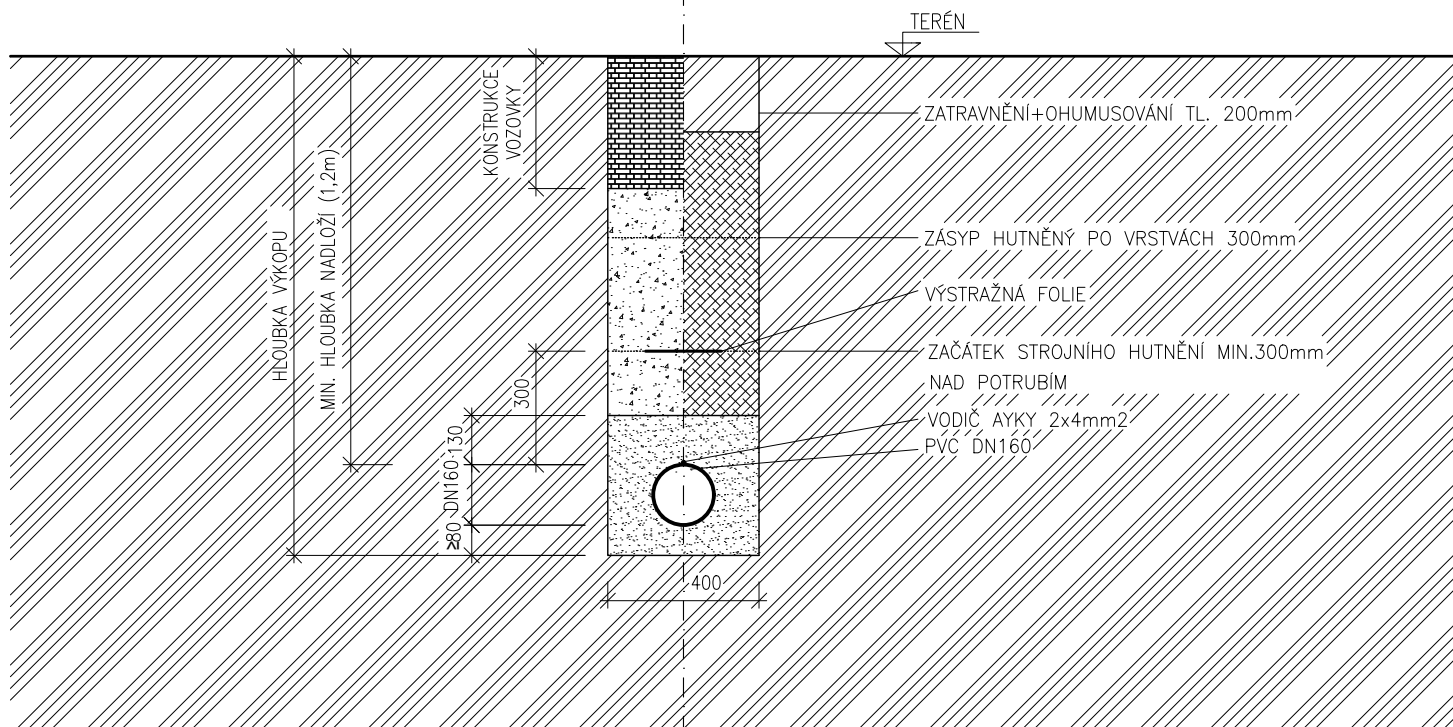 TERÉN
KONSTRUKCE
VOZOVKY
ZATRAVNĚNÍ+OHUMUSOVÁNÍ TL. 200mm
MIN. HLOUBKA NADLOŽÍ (1,2m)
HLOUBKA VÝKOPU
ZÁSYP HUTNĚNÝ PO VRSTVÁCH 300mm
VÝSTRAŽNÁ FOLIE
ZAČÁTEK STROJNÍHO HUTNĚNÍ MIN.300mm
NAD POTRUBÍM
300
VODIČ AYKY 2x4mm2
PVC DN160
130
DN160
≥80
400